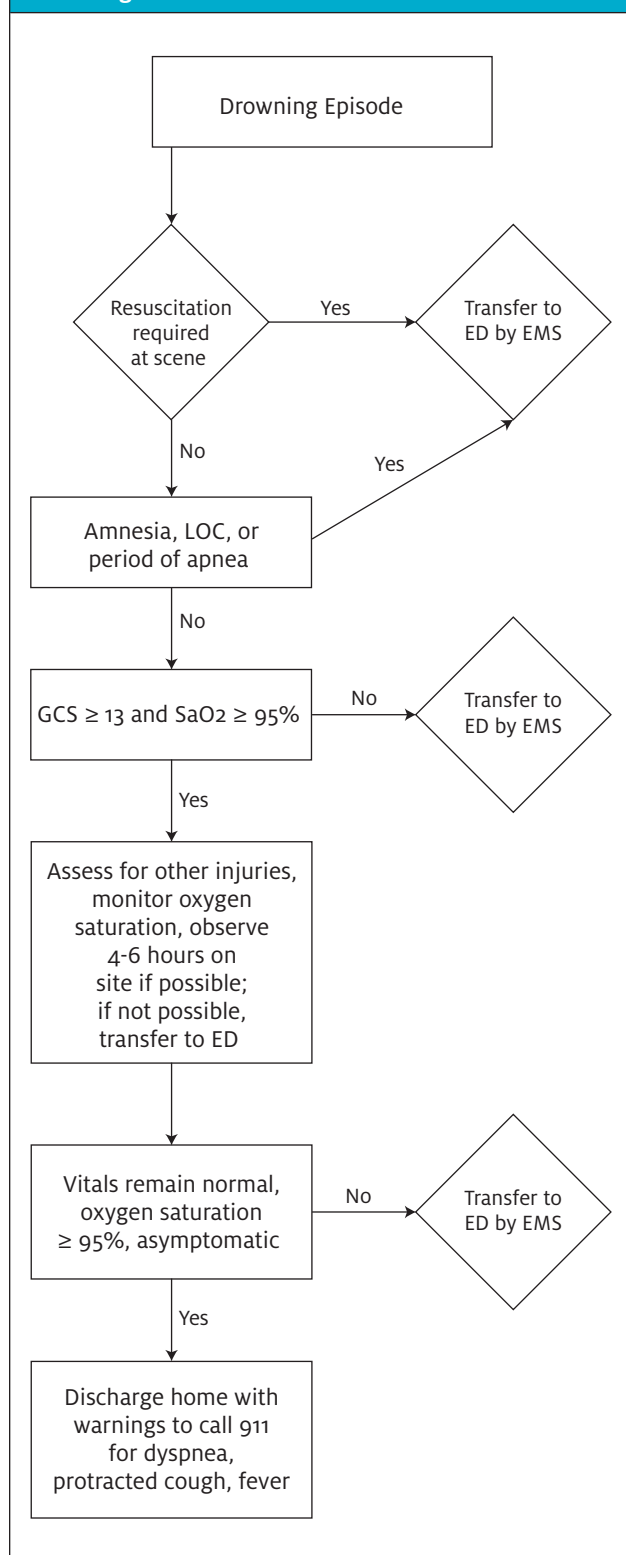 Drowning Episode
Resuscitation
required
at scene
Yes
Transfer to
ED by EMS
No
Yes
Amnesia, LOC, or
period of apnea
No
GCS ≥ 13 and SaO2 ≥ 95%
No
Transfer to
ED by EMS
Yes
Assess for other injuries,
monitor oxygen
saturation, observe
4-6 hours on
site if possible;
if not possible,
transfer to ED
Vitals remain normal,
oxygen saturation
≥ 95%, asymptomatic
No
Transfer to
ED by EMS
Yes
Discharge home with
warnings to call 911
for dyspnea,
protracted cough, fever